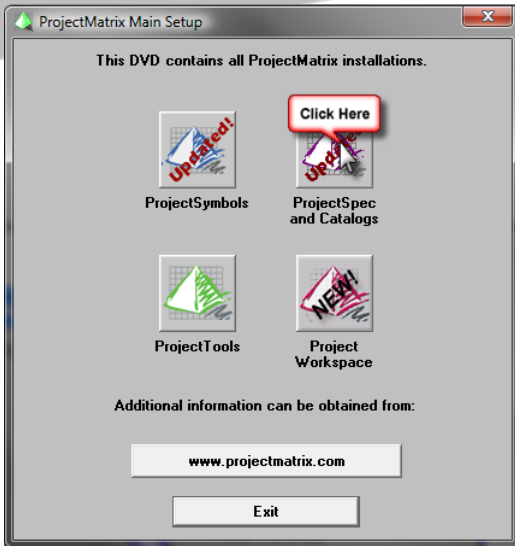 ProjectMatrix Main Setup
This DVD contains all ProjectMatrix installations.
Updated!
Click Here
Updated!
ProjectSymbols
ProjectSpec
and Catalogs
NEW!
ProjectTools
Project
Workspace
Additional information can be obtained from:
www.projectmatrix.com
Exit